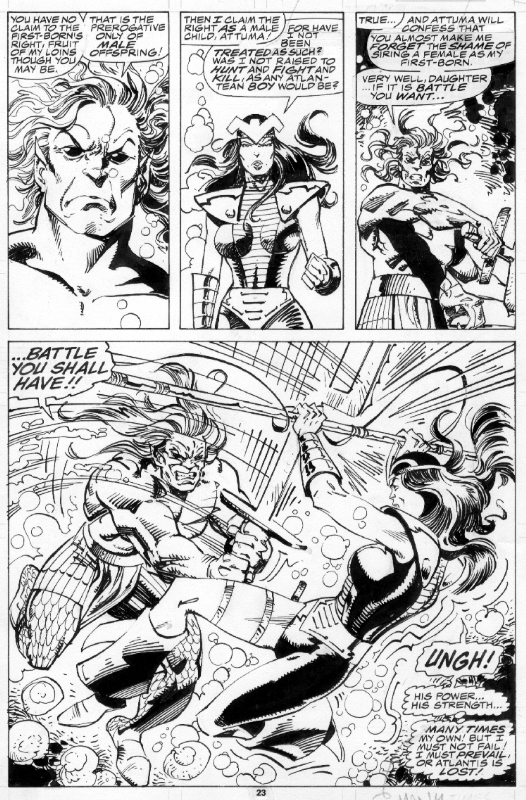 YOU HAVE NO
CLAIM TO THE
FIRST-BORN'S
RIGHT, FRUIT
OF MY LOINS
THOUGH YOU
MAY BE.
THAT IS THE
PREROGATIVE
ONLY OF
MALE
OFFSPRING!
THEN I CLAIM THE
RIGHT AS A MALE
CHILD, ATTUMA!
FOR HAVE
I NOT
BEEN
TREATED AS SUCH?
WAS I NOT RAISED TO
HUNT AND FIGHT AND
KILL, AS ANY ATLAN-
TEAN BOY WOULD BE?
TRUE...
AND ATTUMA WILL
CONFESS THAT
YOU ALMOST MAKE ME
FORGET THE SHAME OF
SIRING A FEMALE AS MY
FIRST-BORN.
VERY WELL, DAUGHTER
...IF IT IS BATTLE
YOU WANT...
...BATTLE
YOU SHALL
HAVE!!
UNGH!
HIS POWER...
HIS STRENGTH...
MANY TIMES
MY OWN! BUT I
MUST NOT FAIL!
I MUST PREVAIL,
OR ATLANTIS IS
LOST!
23